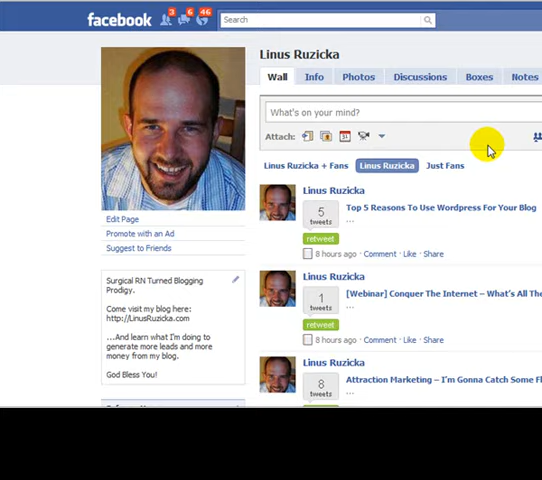 facebook
3 6 46
Search
Linus Ruzicka
Wall Info Photos Discussions Boxes Notes
What's on your mind?
Attach: 31
Linus Ruzicka + Fans Linus Ruzicka Just Fans
Linus Ruzicka
5
tweets
Top 5 Reasons To Use Wordpress For Your Blog
...
retweet
8 hours ago · Comment · Like · Share
Linus Ruzicka
1
tweets
[Webinar] Conquer The Internet – What's All The
...
retweet
8 hours ago · Comment · Like · Share
Linus Ruzicka
8
tweets
Attraction Marketing – I'm Gonna Catch Some
...
Edit Page
Promote with an Ad
Suggest to Friends
Surgical RN Turned Blogging
Prodigy.
Come visit my blog here:
http://LinusRuzicka.com
...And learn what I'm doing to
generate more leads and more
money from my blog.
God Bless You!